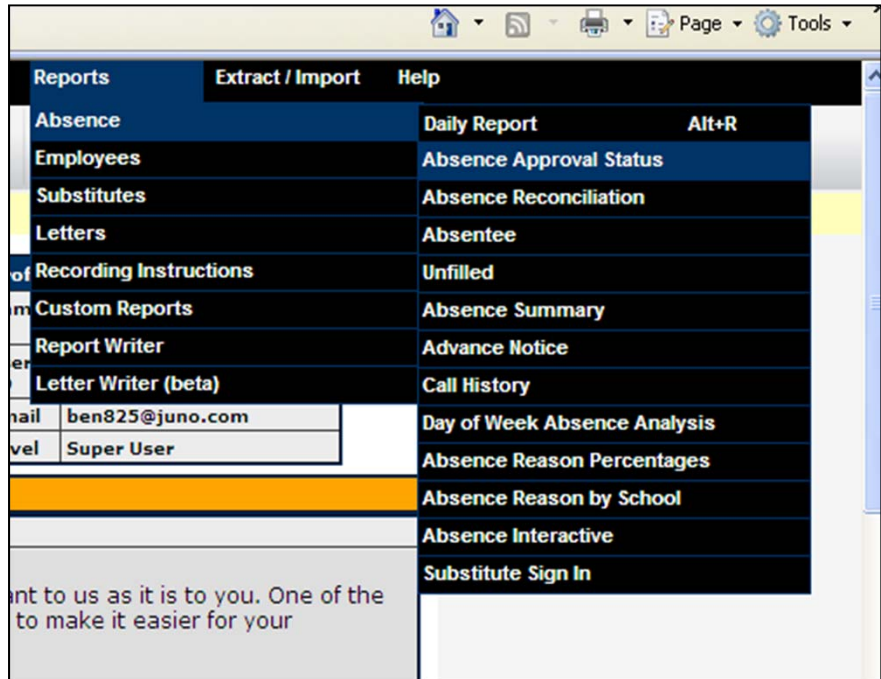 Page Tools
Reports Extract / Import Help
Absence
Employees
Substitutes
Letters
Recording Instructions
Custom Reports
Report Writer
Letter Writer (beta)
Daily Report Alt+R
Absence Approval Status
Absence Reconciliation
Absentee
Unfilled
Absence Summary
Advance Notice
Call History
Day of Week Absence Analysis
Absence Reason Percentages
Absence Reason by School
Absence Interactive
Substitute Sign In
ben825@juno.com
Super User
to us as it is to you. One of the
to make it easier for your